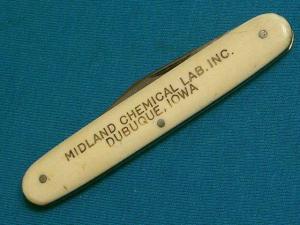 MIDLAND CHEMICAL LAB. INC.
DUBUQUE, IOWA